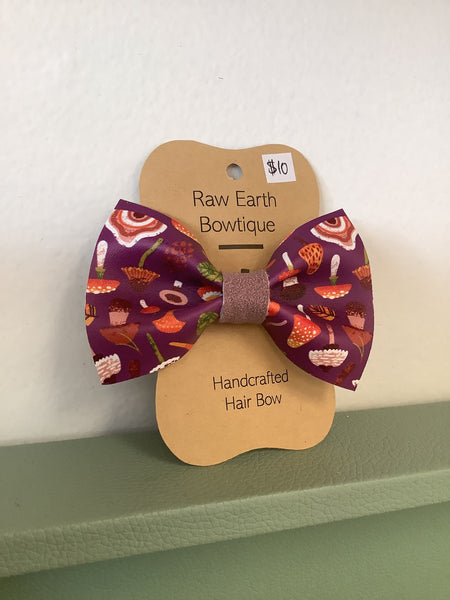 $10
Raw Earth
Bowtique
Handcrafted
Hair Bow